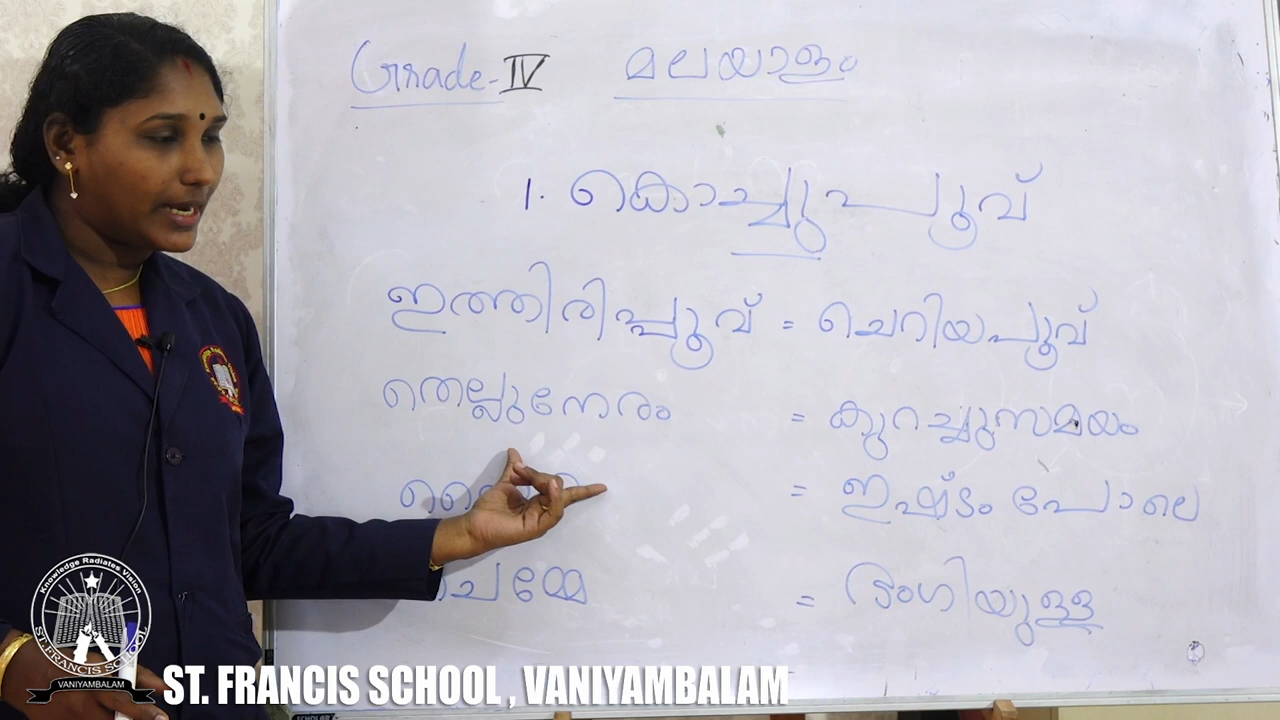 Grade-IV മലയാളം
1. കൊച്ചുപൂവ്
ഇത്തിരിപ്പൂവ് = ചെറിയപൂവ്
തെല്ലുനേരം = കുറച്ചുസമയം
= ഇഷ്ടം പോലെ
= ഭംഗിയുള്ള
Knowledge Radiates Vision
ST. FRANCIS SCHOOL
VANIYAMBALAM
ST. FRANCIS SCHOOL , VANIYAMBALAM